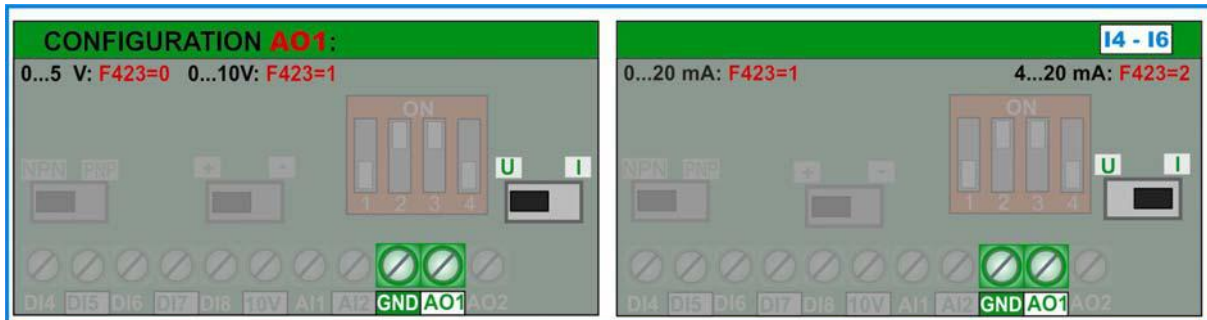 CONFIGURATION AO1:
0...5 V: F423=0 0...10V: F423=1
ON
NPN PNP + -
U I
1 2 3 4
DI4 DI5 DI6 DI7 DI8 10V AI1 AI2 GND AO1 AO2
I4 - I6
0...20 mA: F423=1 4...20 mA: F423=2
ON
NPN PNP + -
U I
1 2 3 4
DI4 DI5 DI6 DI7 DI8 10V AI1 AI2 GND AO1 AO2